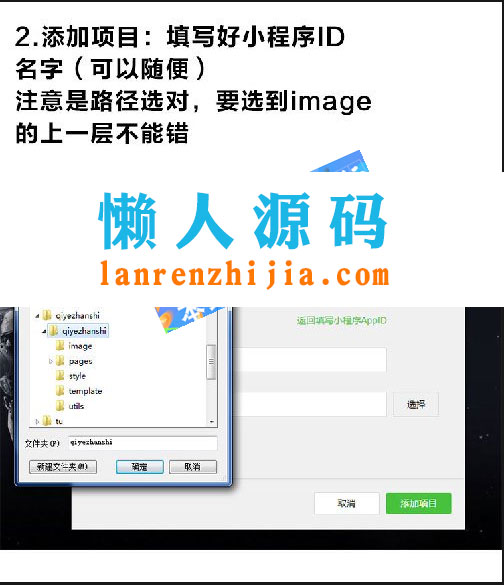 2.添加项目：填写好小程序ID
名字（可以随便）
注意是路径选对，要选到image
的上一层不能错
懒人源码
lanrenzhijia.com
qiyezhanshi
qiyezhanshi
image
pages
style
template
utils
tu
文件夹(F)
qiyezhanshi
新建文件夹(M)
确定
取消
返回填写小程序AppID
选择
取消
添加项目